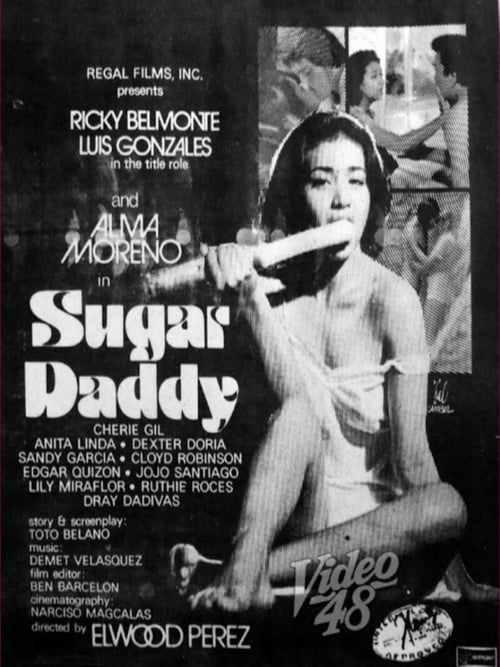 REGAL FILMS, INC.
presents
RICKY BELMONTE
LUIS GONZALES
in the title role
and
ALMA
MORENO
in
Sugar
Daddy
CHERIE GIL
ANITA LINDA • DEXTER DORIA
SANDY GARCIA • CLOYD ROBINSON
EDGAR QUIZON • JOJO SANTIAGO
LILY MIRAFLOR • RUTHIE ROCES
DRAY DADIVAS
story & screenplay:
TOTO BELANO
music:
DEMET VELASQUEZ
film editor:
BEN BARCELON
cinematography:
NARCISO MAGCALAS
directed by ELWOOD PEREZ
Video
48